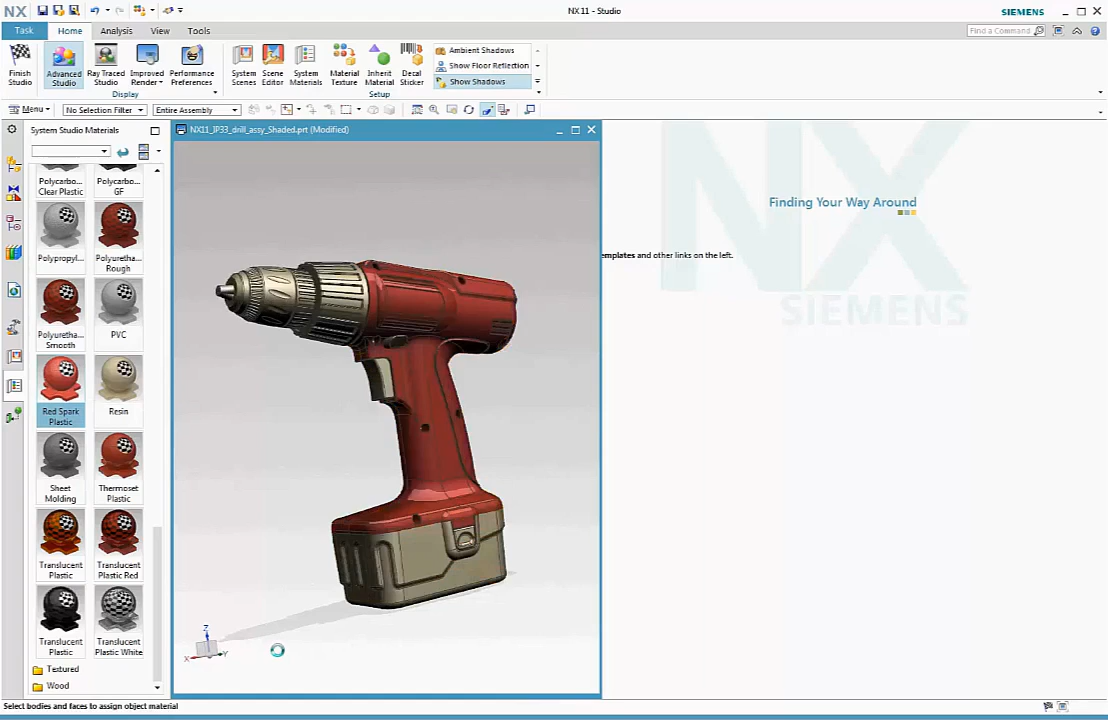 NX
NX 11 - Studio
SIEMENS
Task
Home
Analysis
View
Tools
Find a Command
Finish
Studio
Advanced
Studio
Ray Traced
Studio
Improved
Render
Performance
Preferences
Display
System
Scenes
Scene
Editor
System
Materials
Material
Texture
Inherit
Material
Decal
Sticker
Setup
Ambient Shadows
Show Floor Reflection
Show Shadows
Menu
No Selection Filter
Entire Assembly
System Studio Materials
NX11_IP33_drill_assy_Shaded.prt (Modified)
Polycarbo...
Clear Plastic
Polycarbo...
GF
Polypropyl...
Polyuretha...
Rough
Polyuretha...
Smooth
PVC
Red Spark
Plastic
Resin
Sheet
Molding
Thermoset
Plastic
Translucent
Plastic
Translucent
Plastic Red
Translucent
Plastic
Translucent
Plastic White
Textured
Wood
Z
X
Y
NX
SIEMENS
Finding Your Way Around
emplates and other links on the left.
Select bodies and faces to assign object material